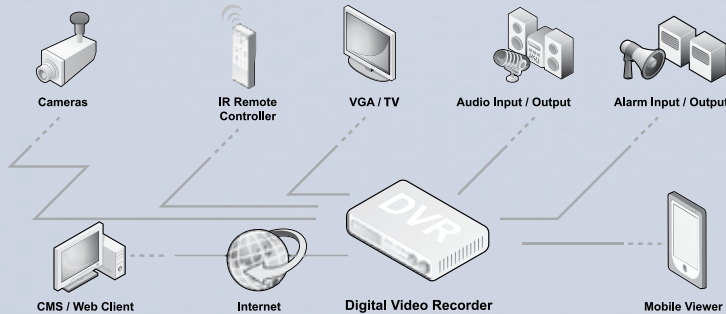 Cameras
IR Remote
Controller
VGA / TV
Audio Input / Output
Alarm Input / Output
DVR
CMS / Web Client
Internet
Digital Video Recorder
Mobile Viewer